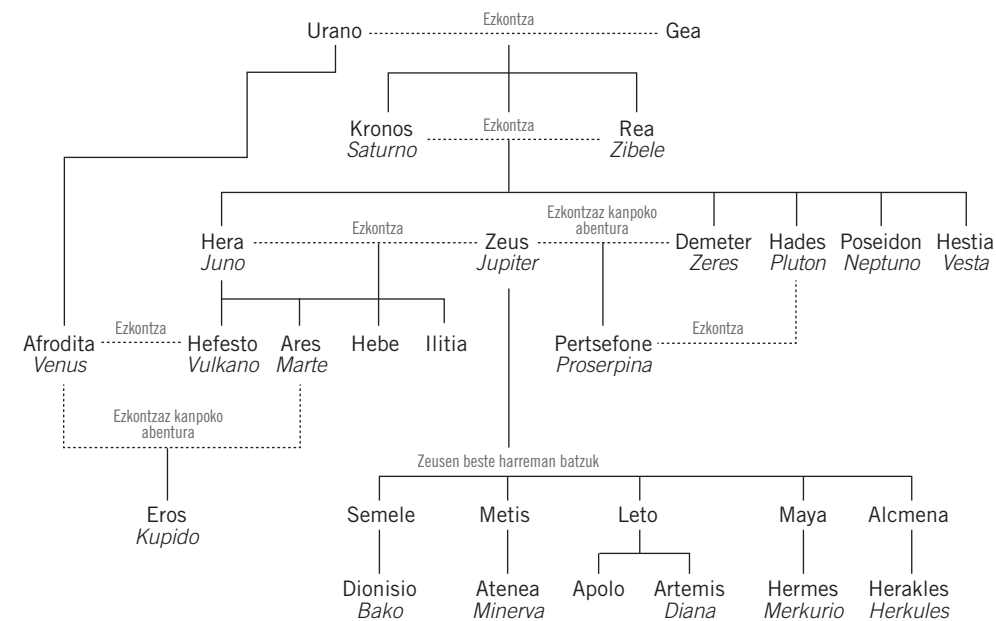 Ezkontza
Urano Gea
Kronos Ezkontza Rea
Saturno Zibele
Ezkontzaz kanpoko
abentura
Ezkontza
Hera Zeus Demeter Hades Poseidon Hestia
Juno Jupiter Zeres Pluton Neptuno Vesta
Ezkontza Ezkontza
Afrodita Hefesto Ares Hebe Ilitia Pertsefone
Venus Vulkano Marte Proserpina
Ezkontzaz kanpoko
abentura
Zeusen beste harreman batzuk
Eros Semele Metis Leto Maya Alcmena
Kupido
Dionisio Atenea Apolo Artemis Hermes Herakles
Bako Minerva Diana Merkurio Herkules